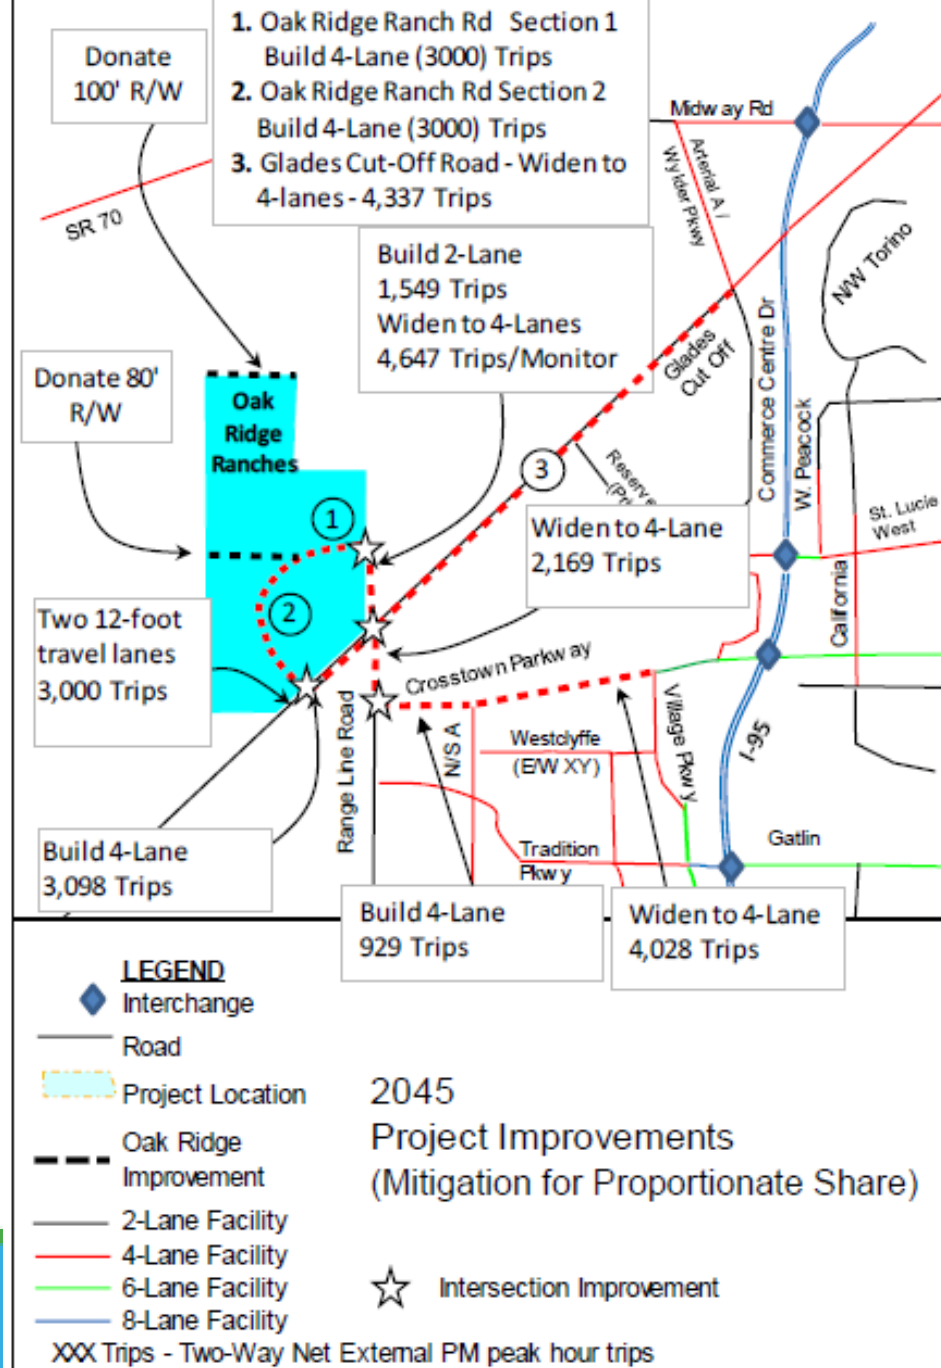 1. Oak Ridge Ranch Rd Section 1
Build 4-Lane (3000) Trips
2. Oak Ridge Ranch Rd Section 2
Build 4-Lane (3000) Trips
3. Glades Cut-Off Road - Widen to
4-lanes - 4,337 Trips
Donate
100' R/W
Midway Rd
Arterial A /
Wylder Pkwy
SR 70
Build 2-Lane
1,549 Trips
Widen to 4-Lanes
4,647 Trips/Monitor
N/W Torino
Glades
Cut Off
Commerce Centre Dr
W. Peacock
Donate 80'
R/W
Oak
Ridge
Ranches
3
Reserve
(Pri
1
Widen to 4-Lane
2,169 Trips
St. Lucie
West
California
2
Two 12-foot
travel lanes
3,000 Trips
Crosstown Parkway
Range Line Road
N/S A
Westclyffe
(E/W XY)
Village Pkwy
I-95
Build 4-Lane
3,098 Trips
Tradition
Pkwy
Gatlin
Build 4-Lane
929 Trips
Widen to 4-Lane
4,028 Trips
LEGEND
Interchange
Road
Project Location
Oak Ridge
Improvement
2-Lane Facility
4-Lane Facility
6-Lane Facility
8-Lane Facility
XXX Trips - Two-Way Net External PM peak hour trips
2045
Project Improvements
(Mitigation for Proportionate Share)
Intersection Improvement